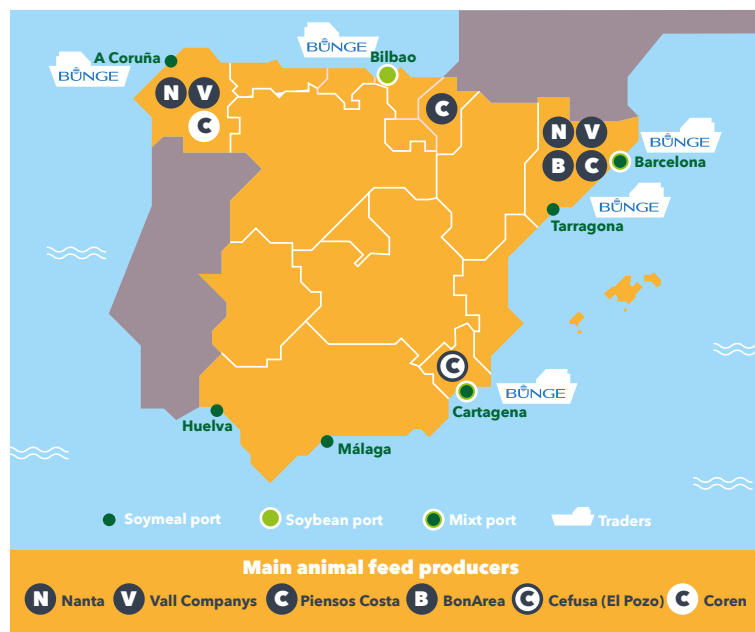 BUNGE
Bilbao
A Coruña
BUNGE
N V
C
C
N V
B C
BUNGE
Barcelona
BUNGE
Tarragona
C
BUNGE
Cartagena
Huelva
Málaga
Soymeal port
Soybean port
Mixt port
Traders
Main animal feed producers
N Nanta
V Vall Companys
C Piensos Costa
B BonArea
C Cefusa (El Pozo)
C Coren